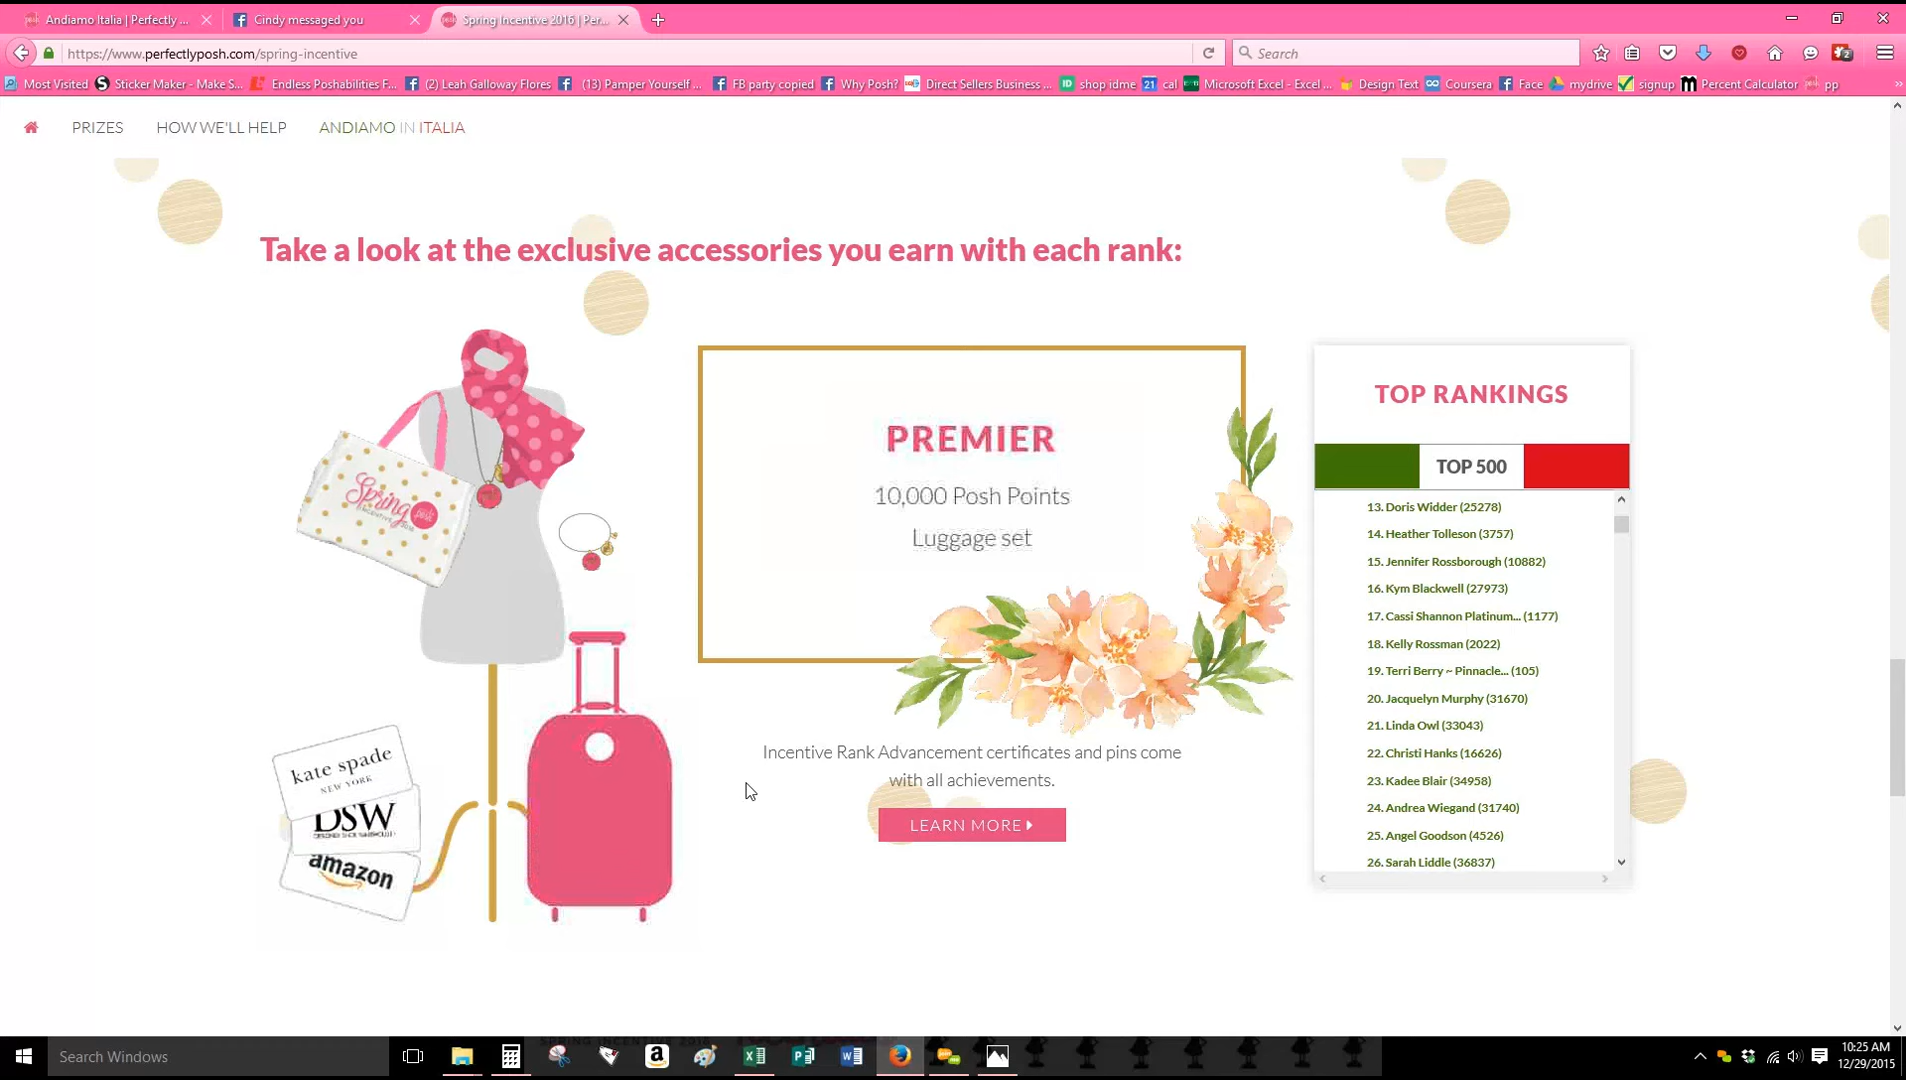 Andiamo Italia | Perfectly ...
Cindy messaged you
Spring Incentive 2016 | Per...
https://www.perfectlyposh.com/spring-incentive
Search
2
Most Visited
Sticker Maker - Make S...
Endless Poshabilities F...
(2) Leah Galloway Flores
(13) Pamper Yourself ...
FB party copied
Why Posh?
Direct Sellers Business ...
shop idme
21 cal
Microsoft Excel - Excel ...
Design Text
Coursera
Face
mydrive
signup
Percent Calculator
pp
PRIZES
HOW WE'LL HELP
ANDIAMO IN ITALIA
Take a look at the exclusive accessories you earn with each rank:
Spring
posh
PREMIER
10,000 Posh Points
Luggage set
TOP RANKINGS
TOP 500
13. Doris Widder (25278)
14. Heather Tolleson (3757)
15. Jennifer Rossborough (10882)
16. Kym Blackwell (27973)
17. Cassi Shannon Platinum... (1177)
18. Kelly Rossman (2022)
19. Terri Berry ~ Pinnacle... (105)
20. Jacquelyn Murphy (31670)
21. Linda Owl (33043)
22. Christi Hanks (16626)
23. Kadee Blair (34958)
24. Andrea Wiegand (31740)
25. Angel Goodson (4526)
26. Sarah Liddle (36837)
Incentive Rank Advancement certificates and pins come
with all achievements.
LEARN MORE
kate spade
NEW YORK
DSW
DESIGNER SHOE WAREHOUSE
amazon
Search Windows
10:25 AM
12/29/2015